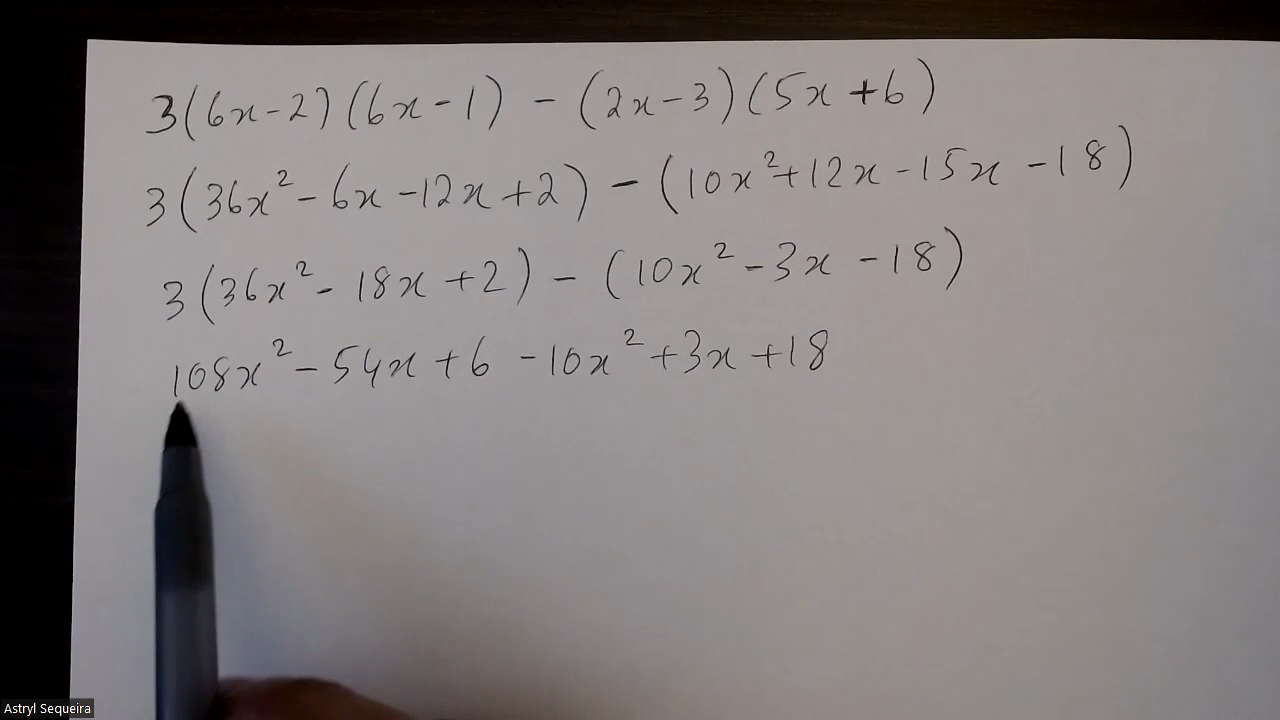 3(6x-2)(6x-1) - (2x-3)(5x+6)
3(36x² - 6x - 12x + 2) - (10x² + 12x - 15x - 18)
3(36x² - 18x + 2) - (10x² - 3x - 18)
108x² - 54x + 6 - 10x² + 3x + 18
Astryl Sequeira